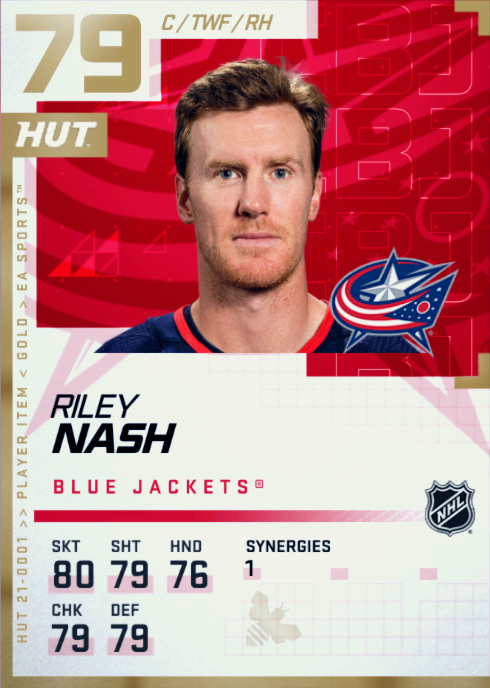 79
C / TWF / RH
HUT
HUT 21-0001 >> PLAYER ITEM < GOLD > EA SPORTS™
RILEY
NASH
BLUE JACKETS®
NHL
SKT SHT HND SYNERGIES
80 79 76 1
CHK DEF
79 79